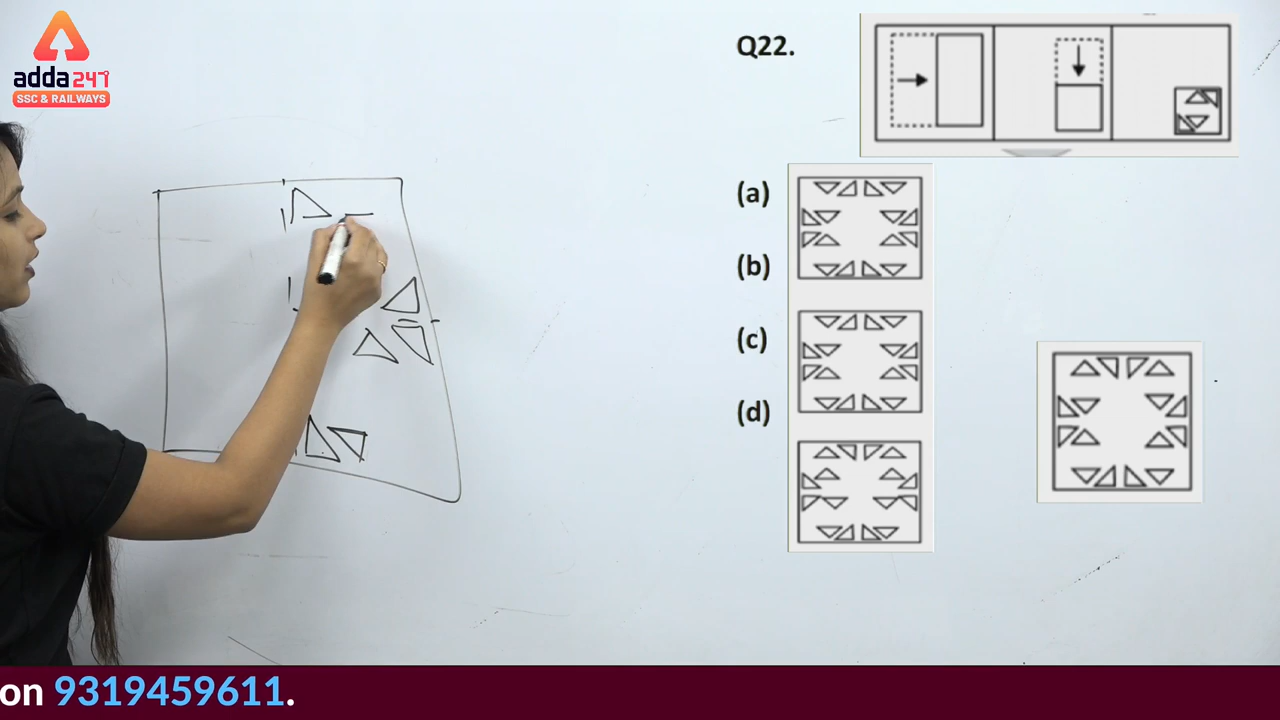 adda247
SSC & RAILWAYS
Q22.
(a)
(b)
(c)
(d)
on 9319459611.